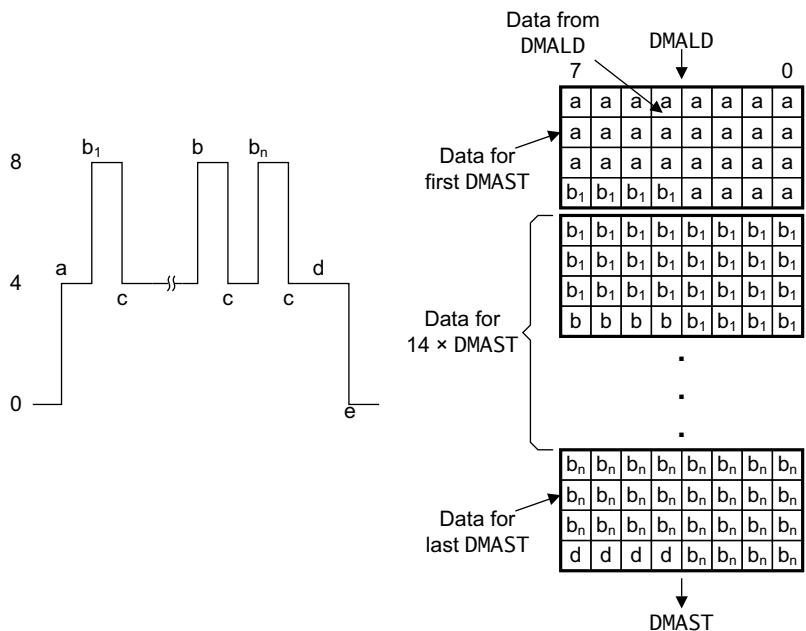 Data from
DMALD
DMALD
7 0
a a a a a a a a
a a a a a a a a
a a a a a a a a
b₁ b₁ b₁ b₁ a a a a
Data for
first DMAST
b₁ b₁ b₁ b₁ b₁ b₁ b₁ b₁
b₁ b₁ b₁ b₁ b₁ b₁ b₁ b₁
b₁ b₁ b₁ b₁ b₁ b₁ b₁ b₁
b b b b b₁ b₁ b₁ b₁
Data for
14 × DMAST
.
.
.
bₙ bₙ bₙ bₙ bₙ bₙ bₙ bₙ
bₙ bₙ bₙ bₙ bₙ bₙ bₙ bₙ
bₙ bₙ bₙ bₙ bₙ bₙ bₙ bₙ
d d d d bₙ bₙ bₙ bₙ
Data for
last DMAST
DMAST
b₁ b bₙ
8
a d
4
c c c
0
e